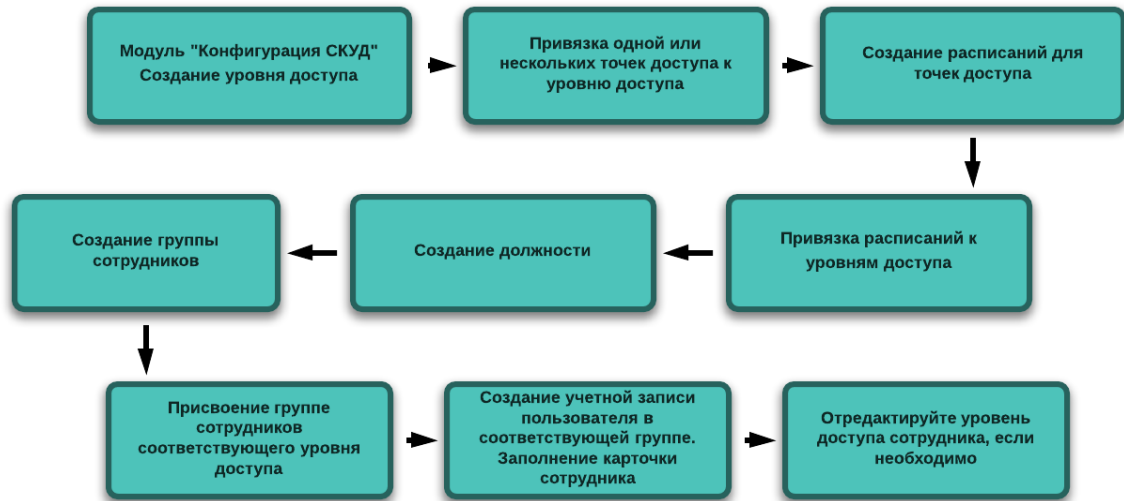 Модуль "Конфигурация СКУД"
Создание уровня доступа
Привязка одной или
нескольких точек доступа к
уровню доступа
Создание расписаний для
точек доступа
Привязка расписаний к
уровням доступа
Создание должности
Создание группы
сотрудников
Присвоение группе
сотрудников
соответствующего уровня
доступа
Создание учетной записи
пользователя в
соответствующей группе.
Заполнение карточки
сотрудника
Отредактируйте уровень
доступа сотрудника, если
необходимо